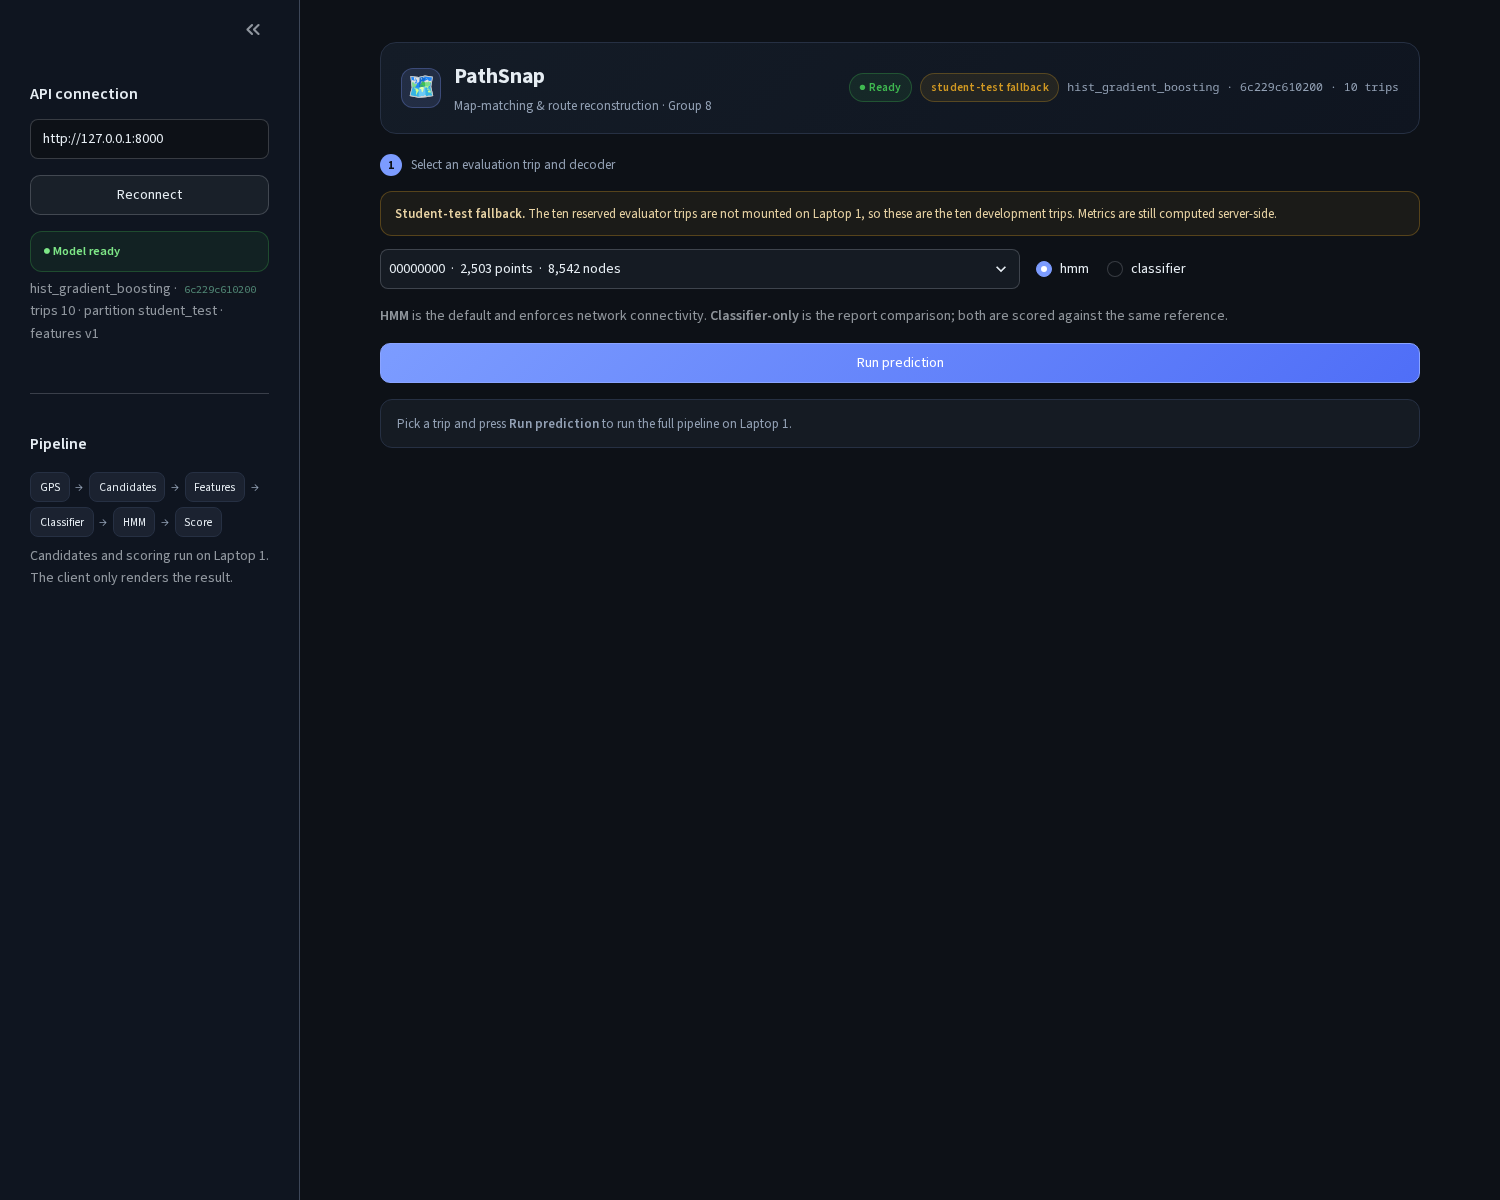 API connection
http://127.0.0.1:8000
Reconnect
● Model ready
hist_gradient_boosting · 6c229c610200
trips 10 · partition student_test ·
features v1
Pipeline
GPS → Candidates → Features →
Classifier → HMM → Score
Candidates and scoring run on Laptop 1.
The client only renders the result.
PathSnap
Map-matching & route reconstruction · Group 8
● Ready student-test fallback hist_gradient_boosting · 6c229c610200 · 10 trips
1 Select an evaluation trip and decoder
Student-test fallback. The ten reserved evaluator trips are not mounted on Laptop 1, so these are the ten development trips. Metrics are still computed server-side.
00000000 · 2,503 points · 8,542 nodes
hmm classifier
HMM is the default and enforces network connectivity. Classifier-only is the report comparison; both are scored against the same reference.
Run prediction
Pick a trip and press Run prediction to run the full pipeline on Laptop 1.